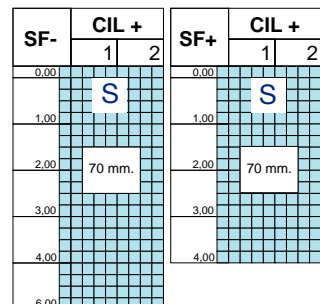 SF- CIL +
1 2
0,00
S
1,00
70 mm.
2,00
3,00
4,00
6,00
SF+ CIL +
1 2
0,00
S
1,00
70 mm.
2,00
3,00
4,00